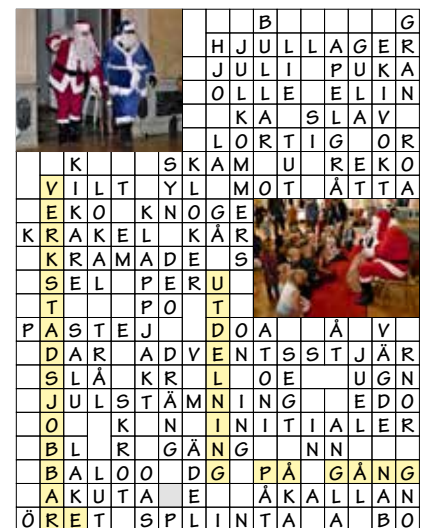 B G
HJULLAGER
JULI PUKA
OLLE ELIN
KA SLAV
LORTIG OR
K SKAM U REKO
VILT YL MOT ÅTTA
EKO KNOGE
KRAKEL KÅR
KRAMADE S
SEL PERU
T PO T
PASTEJ DOA Å V
DAR ADVENTSSTJÄR
SLÅ KR L OE UGN
JULSTÄMNING EDO
O K N INITIALER
BL R GÄNG NN
BALOO DG PÅ GÅNG
AKUTA E ÅKALLAN
ÖRET SPLINTA A BO